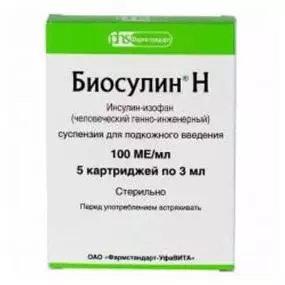 phs Фармстандарт
Биосулин® Н
Инсулин-изофан
(человеческий генно-инженерный)
суспензия для подкожного введения
100 МЕ/мл
5 картриджей по 3 мл
Стерильно
Перед употреблением встряхивать
ОАО «Фармстандарт-УфаВИТА»